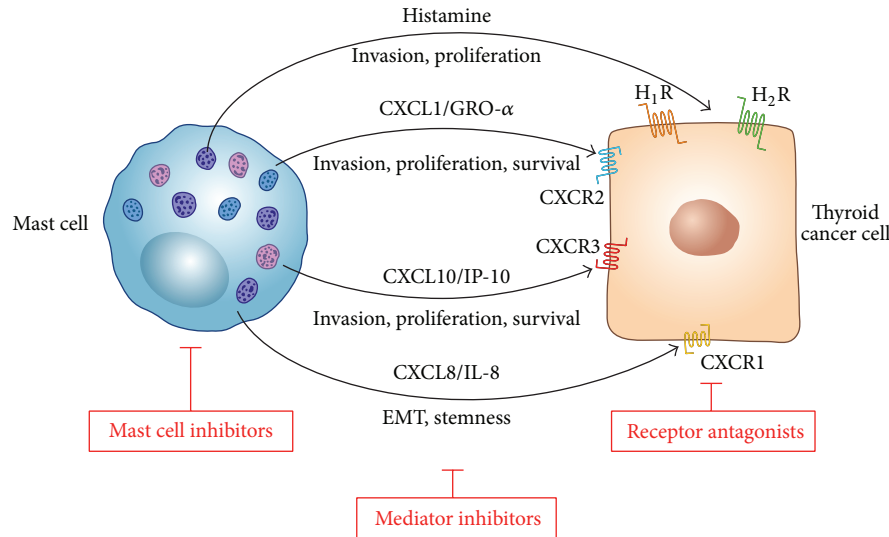 Histamine
Invasion, proliferation
H₁R
H₂R
CXCL1/GRO-α
Invasion, proliferation, survival
CXCR2
Mast cell
Thyroid
cancer cell
CXCR3
CXCL10/IP-10
Invasion, proliferation, survival
CXCL8/IL-8
CXCR1
EMT, stemness
Mast cell inhibitors
Receptor antagonists
Mediator inhibitors